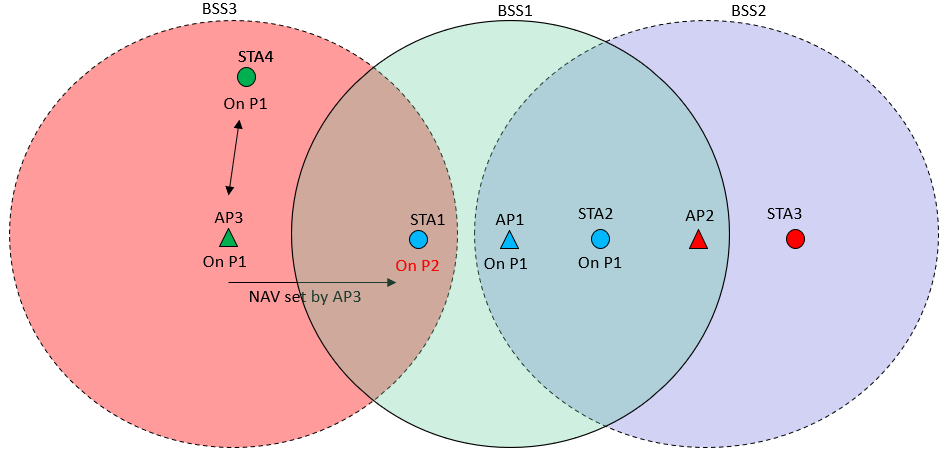 BSS3
BSS1
BSS2
STA4
On P1
AP3
On P1
STA1
On P2
AP1
On P1
STA2
On P1
AP2
STA3
NAV set by AP3